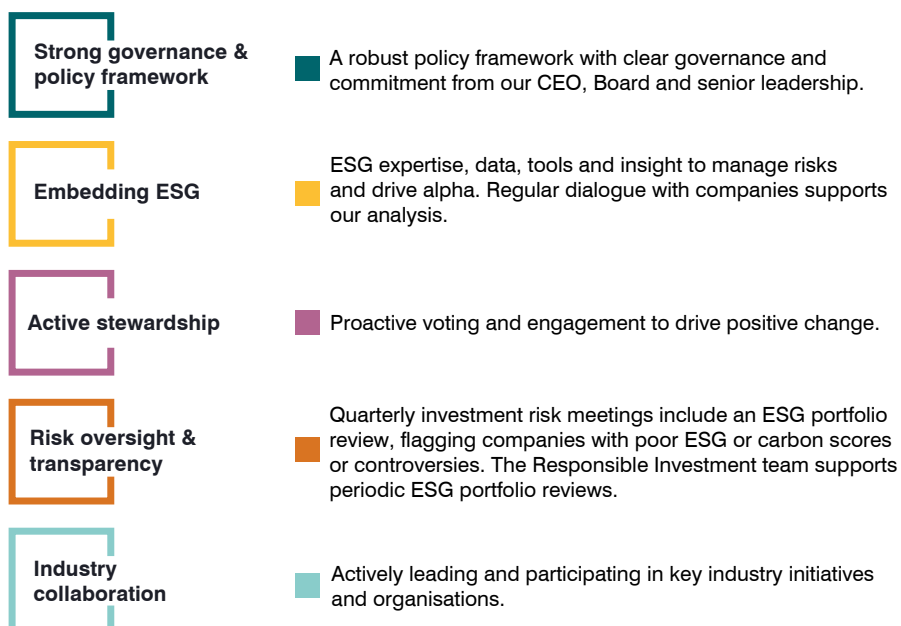 Strong governance &
policy framework
A robust policy framework with clear governance and
commitment from our CEO, Board and senior leadership.
Embedding ESG
ESG expertise, data, tools and insight to manage risks
and drive alpha. Regular dialogue with companies supports
our analysis.
Active stewardship
Proactive voting and engagement to drive positive change.
Risk oversight &
transparency
Quarterly investment risk meetings include an ESG portfolio
review, flagging companies with poor ESG or carbon scores
or controversies. The Responsible Investment team supports
periodic ESG portfolio reviews.
Industry
collaboration
Actively leading and participating in key industry initiatives
and organisations.